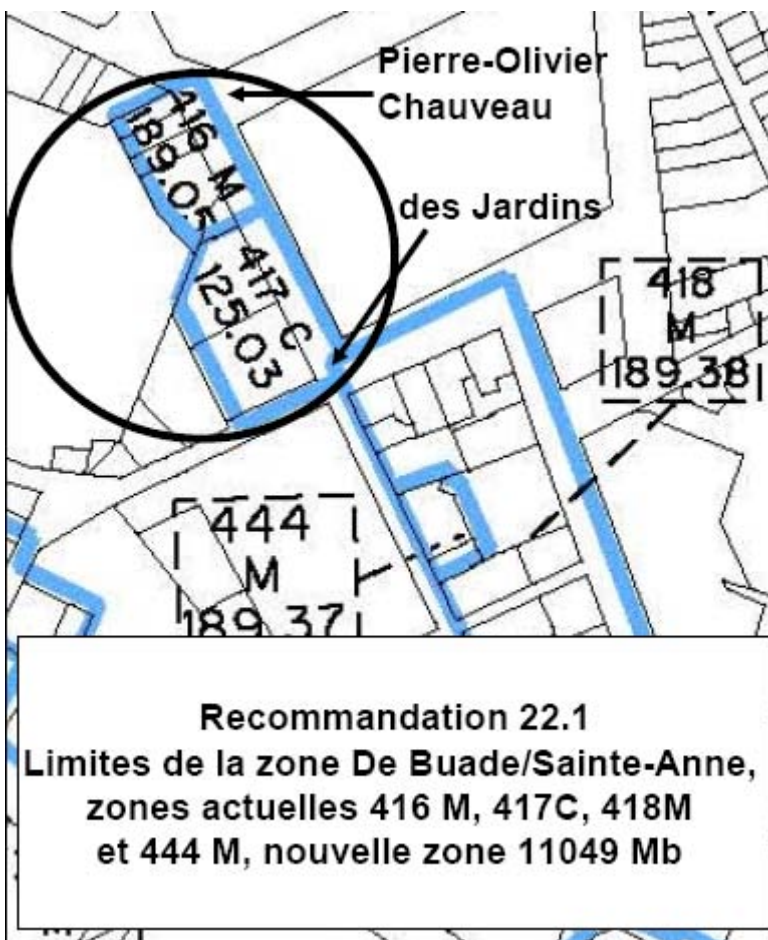 Pierre-Olivier
Chauveau
416 M
189.05
des Jardins
417 C
125.03
418
M
189.38
444
M
189.37
Recommandation 22.1
Limites de la zone De Buade/Sainte-Anne,
zones actuelles 416 M, 417C, 418M
et 444 M, nouvelle zone 11049 Mb